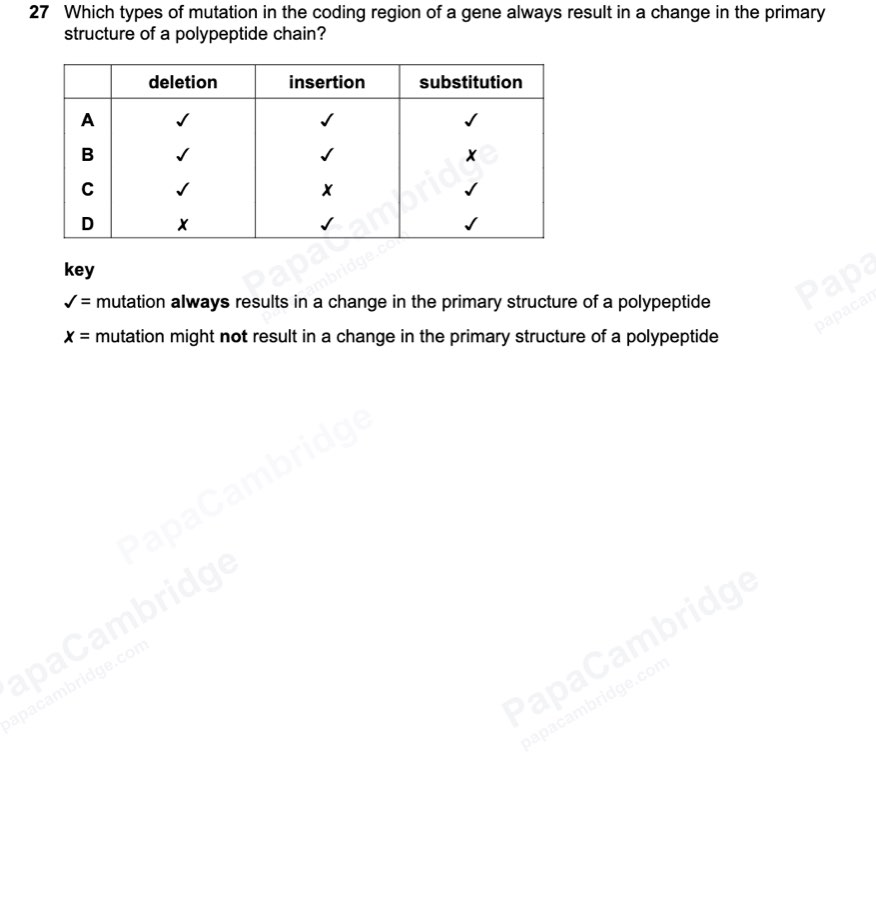 27 Which types of mutation in the coding region of a gene always result in a change in the primary
structure of a polypeptide chain?
deletion insertion substitution
A ✓ ✓ ✓
B ✓ ✓ ✗
C ✓ ✗ ✓
D ✗ ✓ ✓
key
✓ = mutation always results in a change in the primary structure of a polypeptide
✗ = mutation might not result in a change in the primary structure of a polypeptide
PapaCambridge
papacambridge.com
Papa
papacam
PapaCambridge
apaCambridge
papacambridge.com
PapaCambridge
papacambridge.com